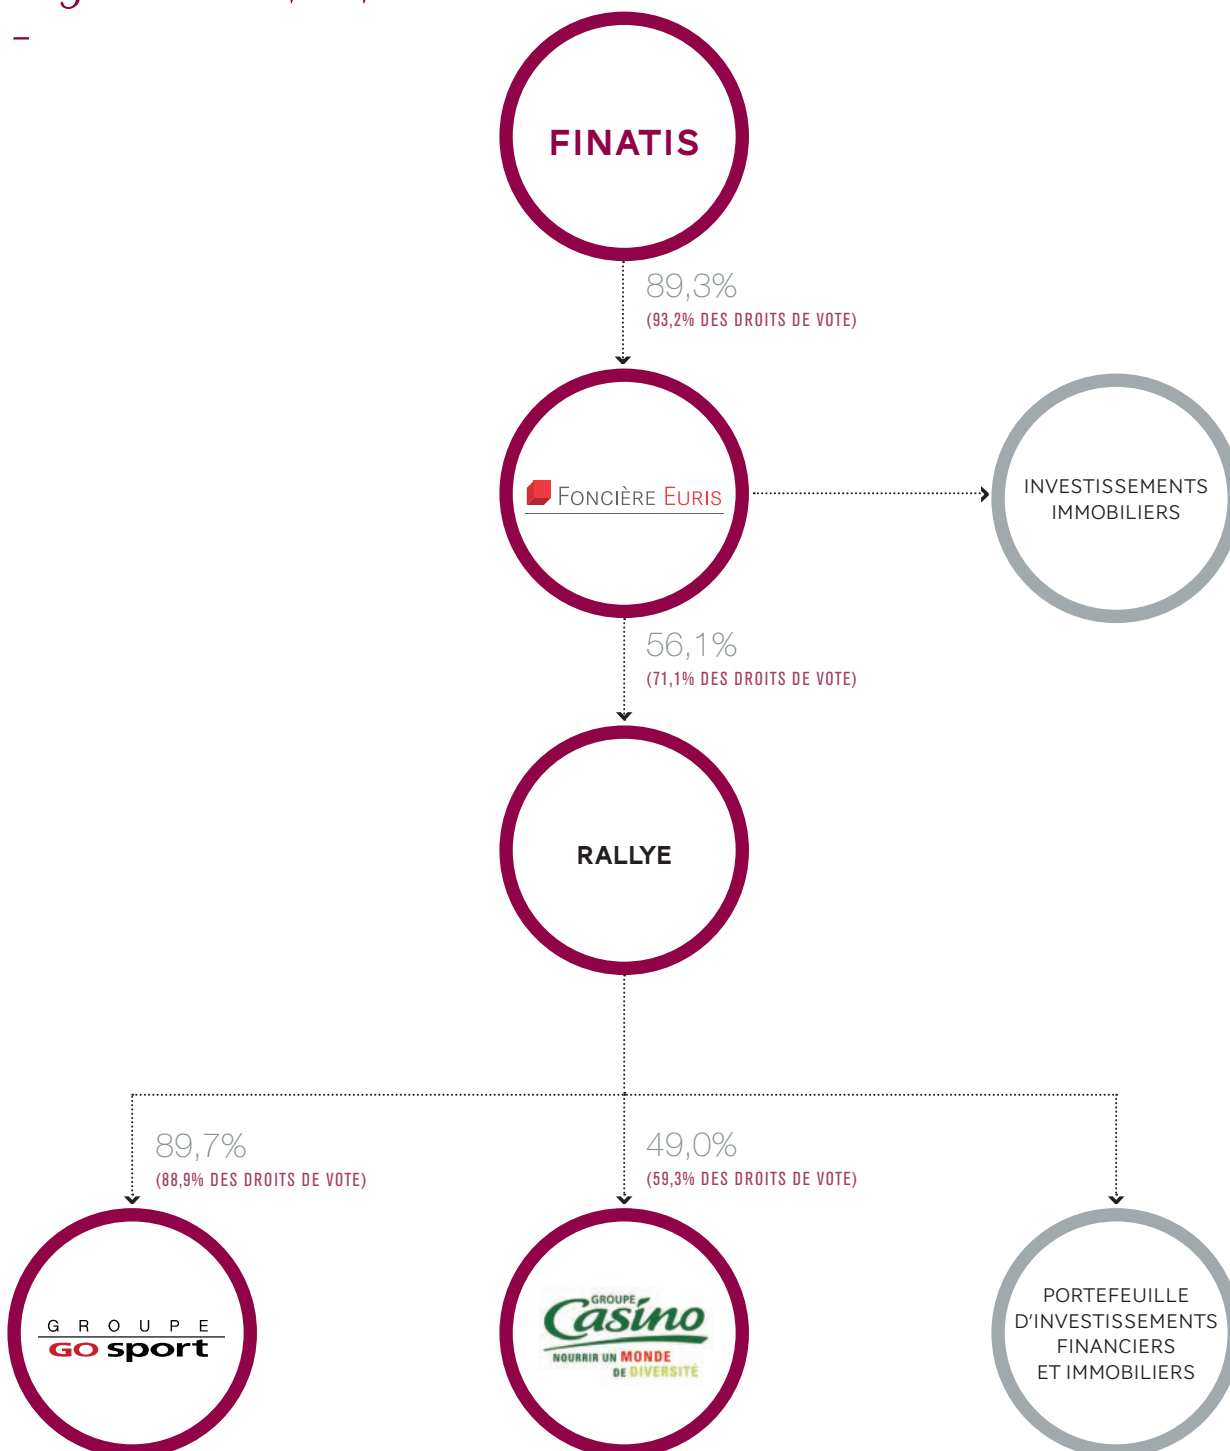 FINATIS
89,3%
(93,2% DES DROITS DE VOTE)
FONCIÈRE EURIS
INVESTISSEMENTS
IMMOBILIERS
56,1%
(71,1% DES DROITS DE VOTE)
RALLYE
89,7%
(88,9% DES DROITS DE VOTE)
49,0%
(59,3% DES DROITS DE VOTE)
GROUPE
GO sport
GROUPE
Casino
NOURRIR UN MONDE
DE DIVERSITÉ
PORTEFEUILLE
D'INVESTISSEMENTS
FINANCIERS
ET IMMOBILIERS